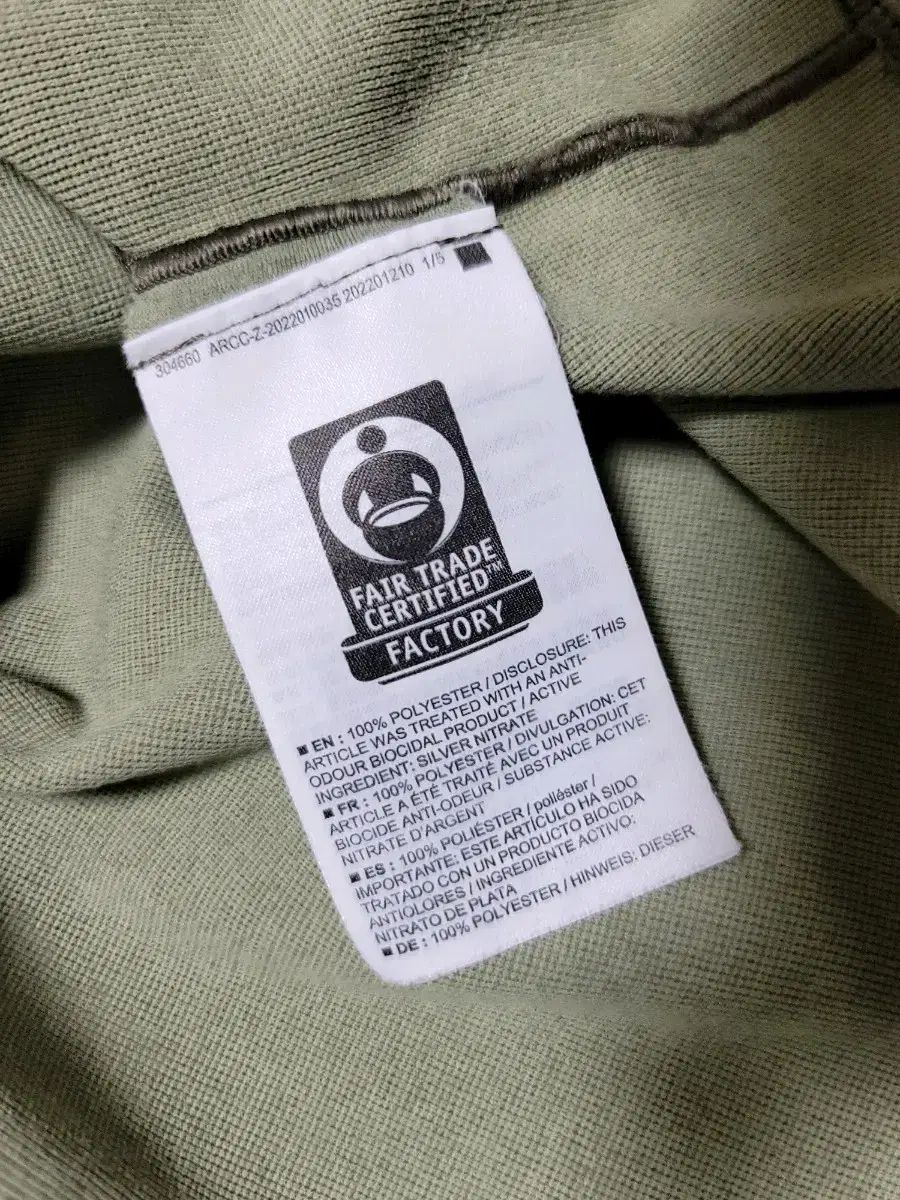 304660 ARCC-Z-2022010035 202201210 1/5
FAIR TRADE
CERTIFIED™
FACTORY
EN : 100% POLYESTER / DISCLOSURE: THIS
ARTICLE WAS TREATED WITH AN ANTI-
ODOUR BIOCIDAL PRODUCT / ACTIVE
INGREDIENT: SILVER NITRATE
FR : 100% POLYESTER / DIVULGATION: CET
ARTICLE A ÉTÉ TRAITÉ AVEC UN PRODUIT
BIOCIDE ANTI-ODEUR / SUBSTANCE ACTIVE:
NITRATE D'ARGENT
ES : 100% POLIÉSTER / poliéster /
IMPORTANTE: ESTE ARTÍCULO HA SIDO
TRATADO CON UN PRODUCTO BIOCIDA
ANTIOLORES / INGREDIENTE ACTIVO:
NITRATO DE PLATA
DE : 100% POLYESTER / HINWEIS: DIESER